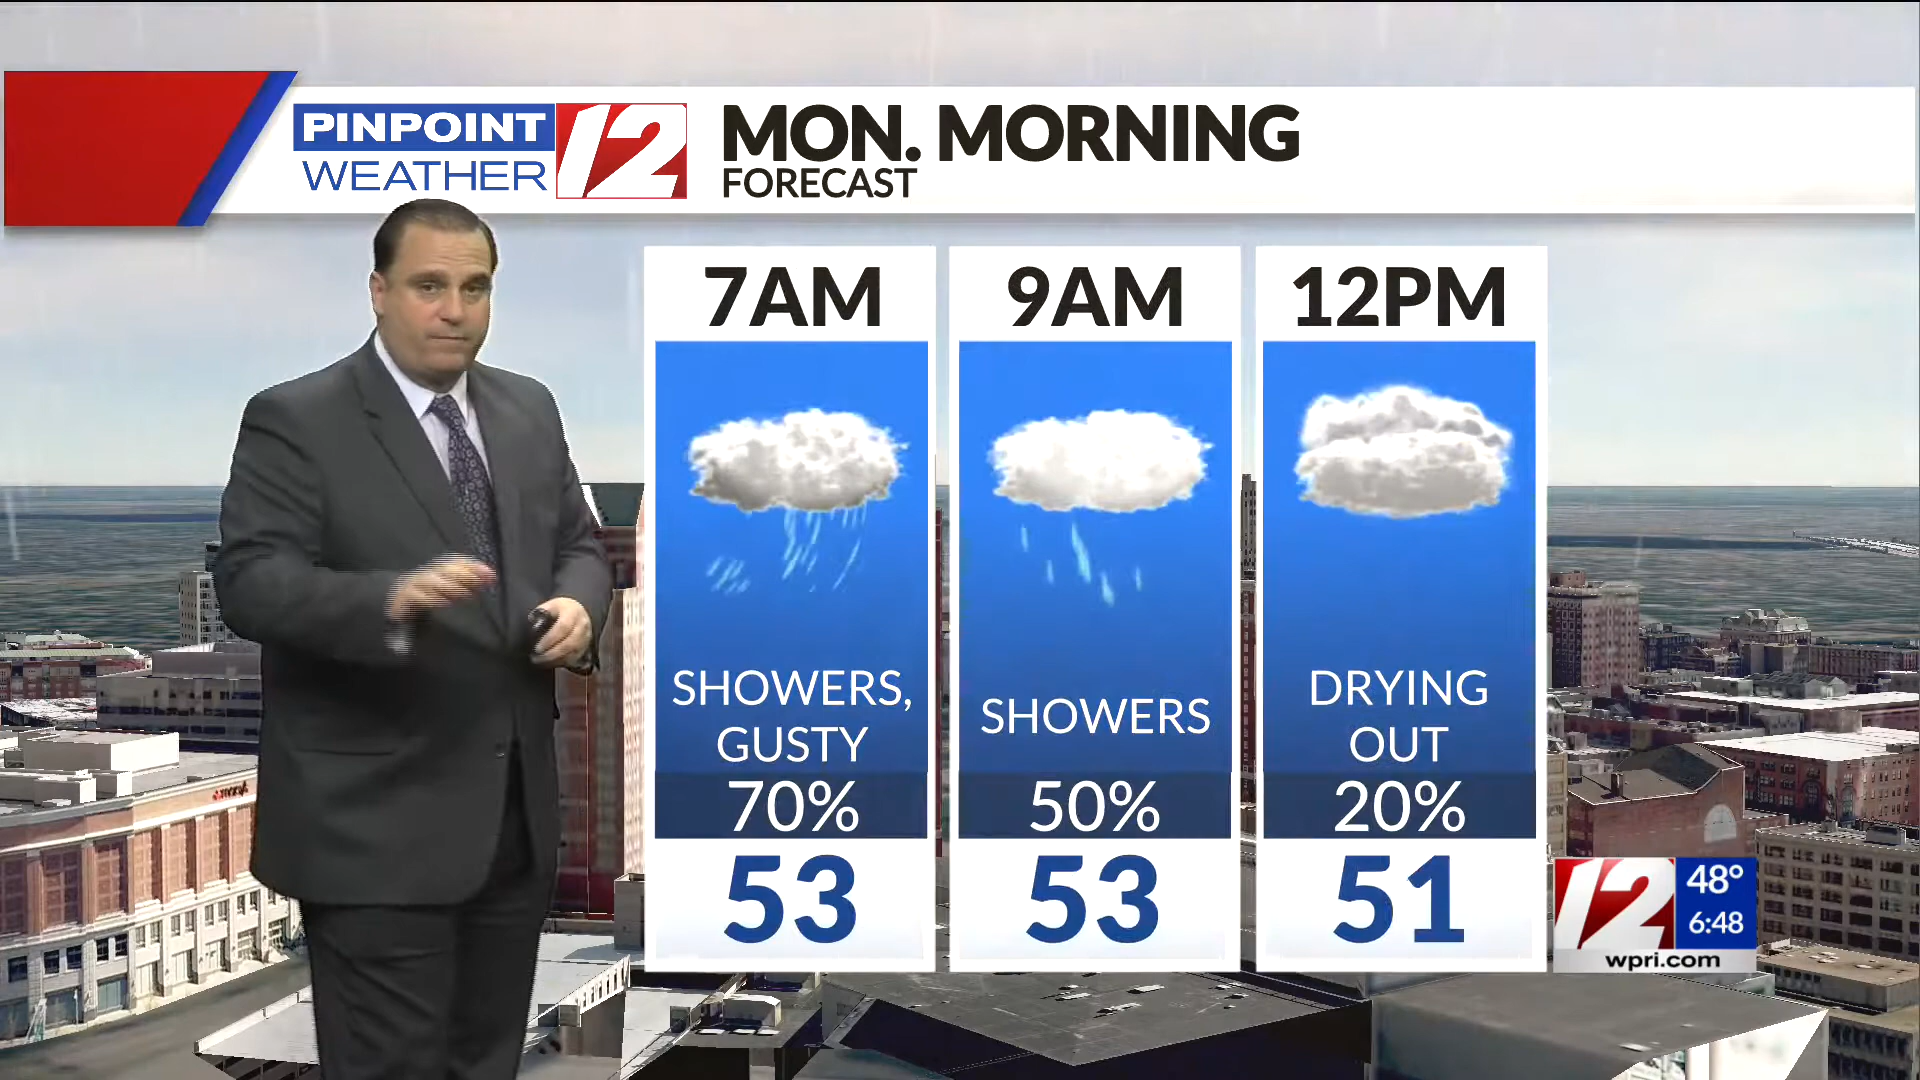 PINPOINT
WEATHER
12
MON. MORNING
FORECAST
7AM
SHOWERS,
GUSTY
70%
53
9AM
SHOWERS
50%
53
12PM
DRYING
OUT
20%
51
12
48°
6:48
wpri.com